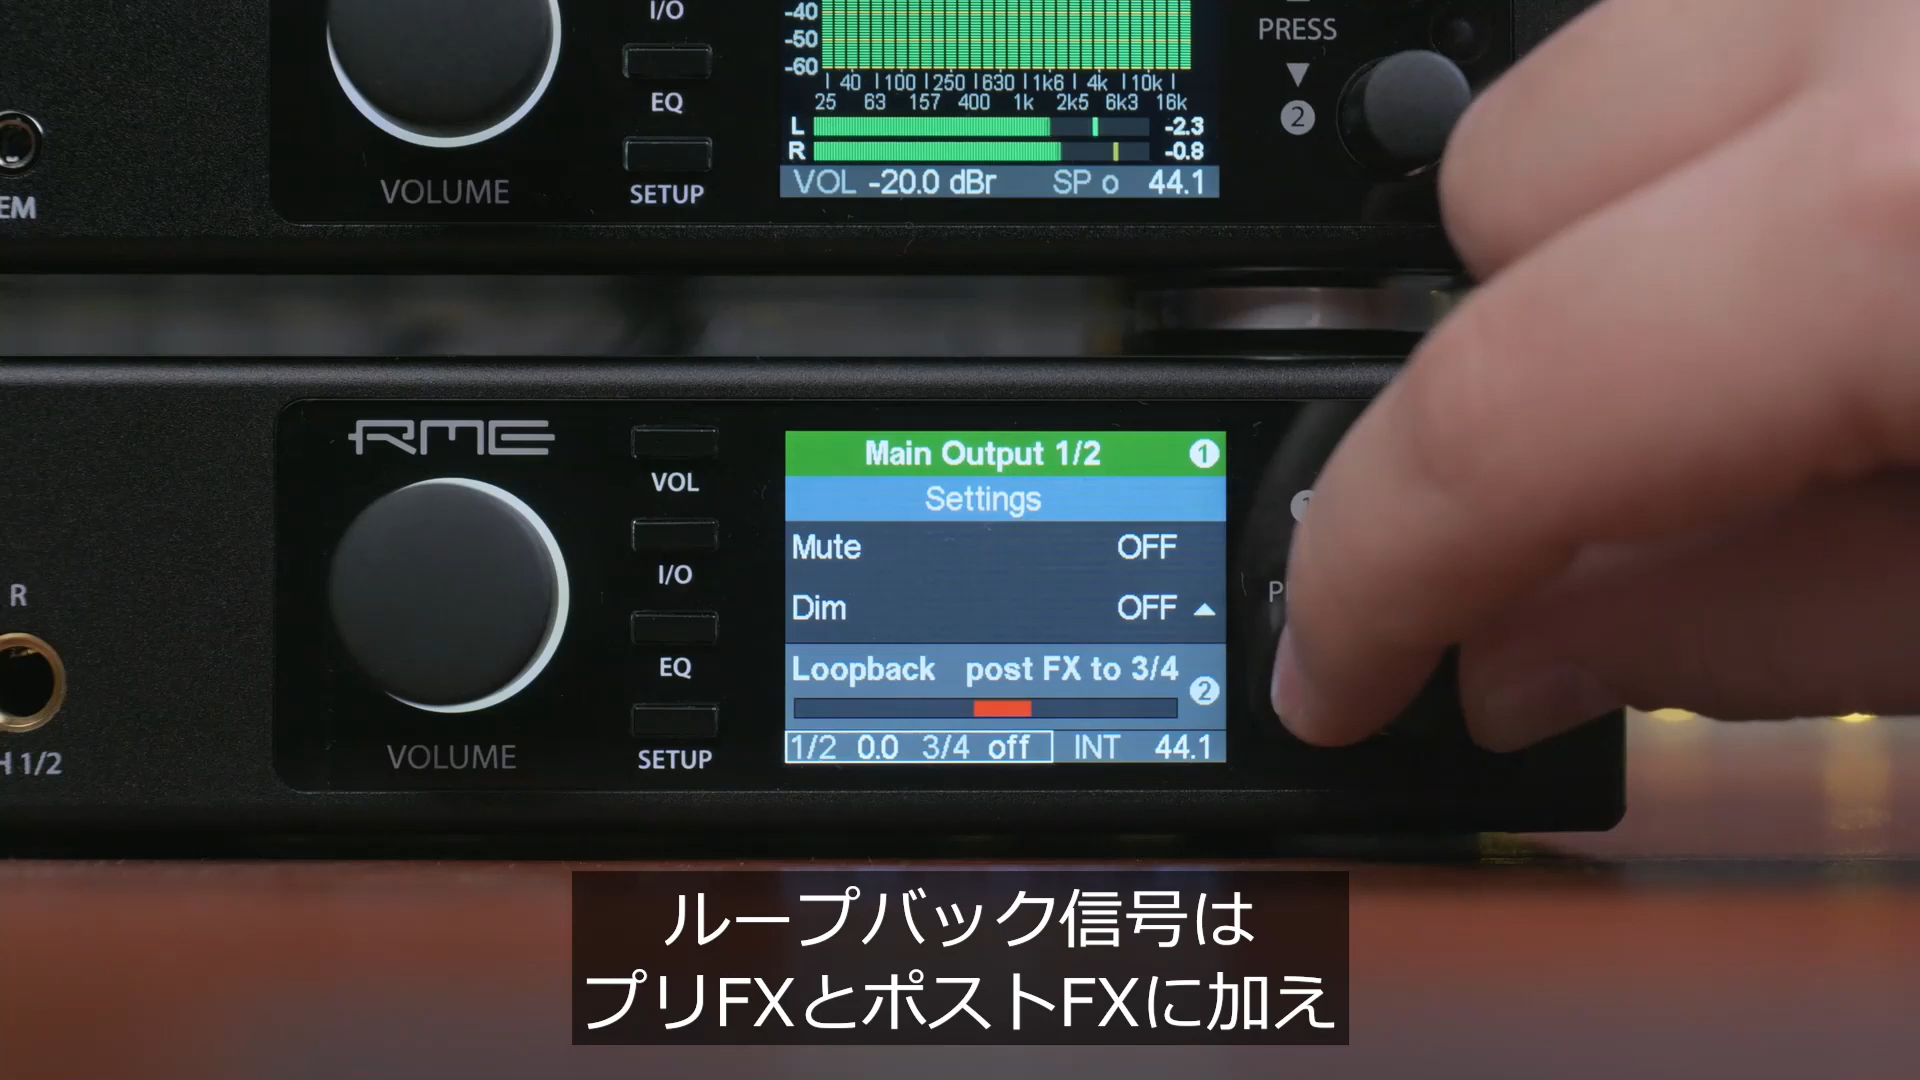 I/O
EQ
SETUP
VOLUME
EM
-40
-50
-60
40 100 250 630 1k6 4k 10k
25 63 157 400 1k 2k5 6k3 16k
L -2.3
R -0.8
VOL -20.0 dBr SP o 44.1
PRESS
2
RME
VOL
I/O
EQ
SETUP
VOLUME
R
H 1/2
Main Output 1/2 1
Settings
Mute OFF
Dim OFF
Loopback post FX to 3/4
2
1/2 0.0 3/4 off INT 44.1
ループバック信号は
プリFXとポストFXに加え